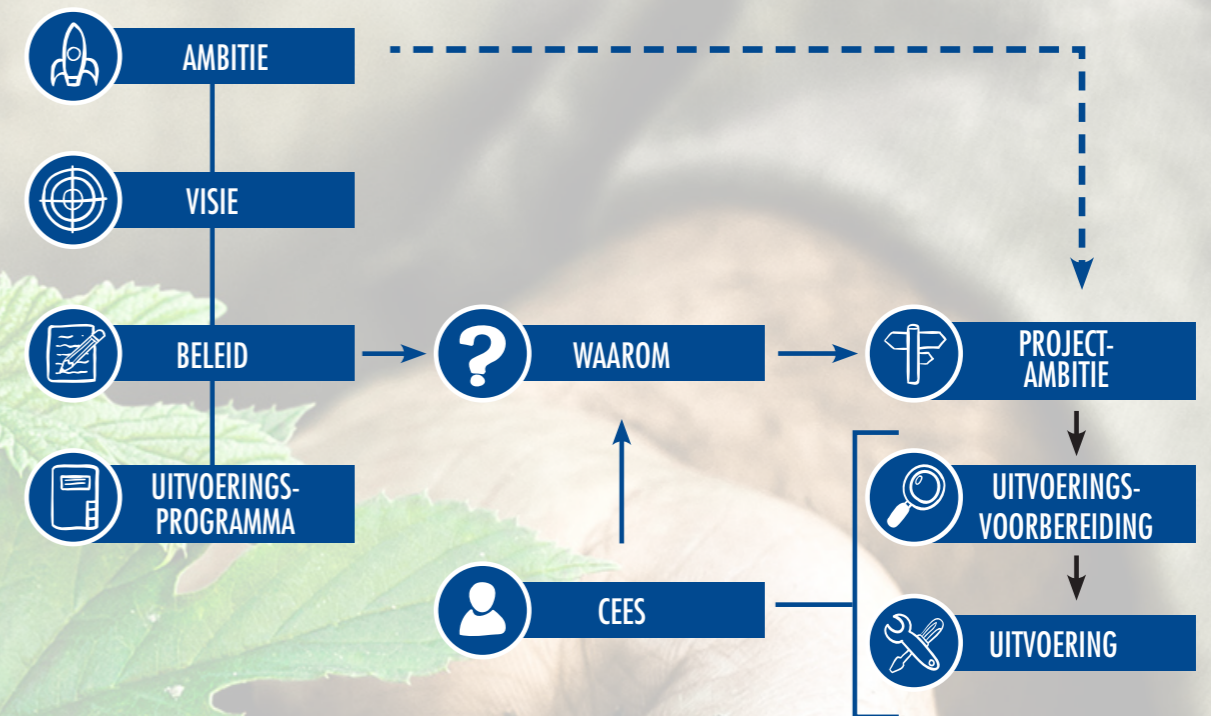 AMBITIE
VISIE
BELEID
UITVOERINGS-
PROGRAMMA
?
WAAROM
CEES
PROJECT-
AMBITIE
UITVOERINGS-
VOORBEREIDING
UITVOERING